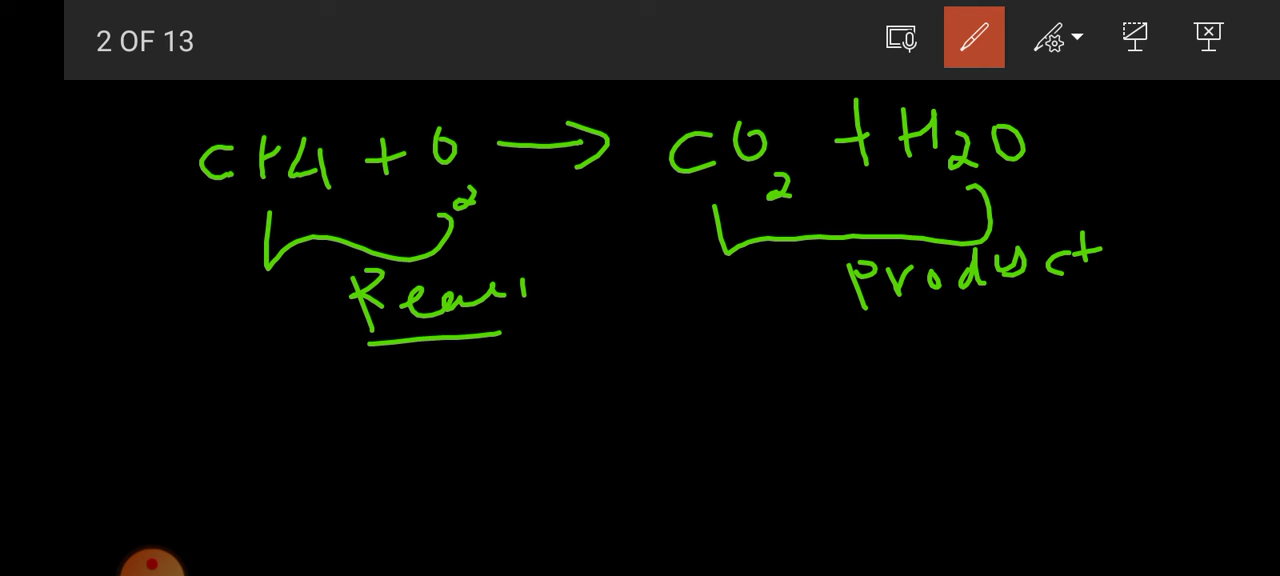 2 OF 13
CH4 + O2 → CO2 + H2O
Product